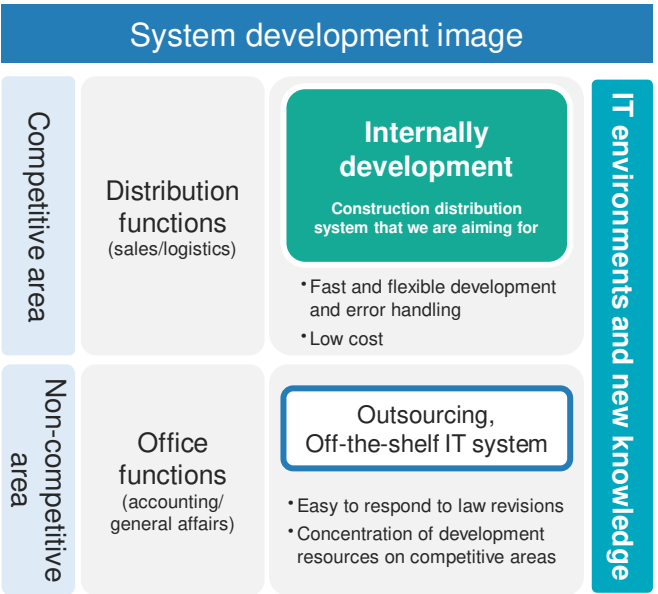 System development image
Competitive area
Distribution
functions
(sales/logistics)
Internally
development
Construction distribution
system that we are aiming for
・Fast and flexible development
and error handling
・Low cost
Non-competitive
area
Office
functions
(accounting/
general affairs)
Outsourcing,
Off-the-shelf IT system
・Easy to respond to law revisions
・Concentration of development
resources on competitive areas
IT environments and new knowledge